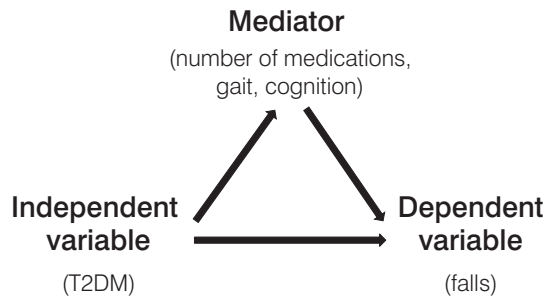 Mediator
(number of medications,
gait, cognition)
Independent
variable
(T2DM)
Dependent
variable
(falls)